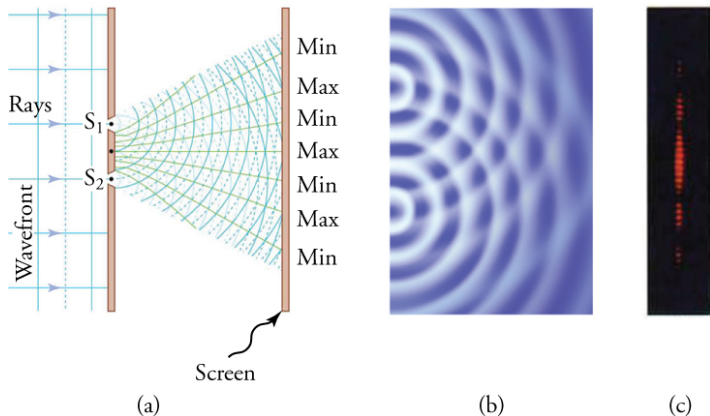 Min
Max
Rays
S1
Min
Max
S2
Min
Wavefront
Max
Min
Screen
(a)
(b)
(c)